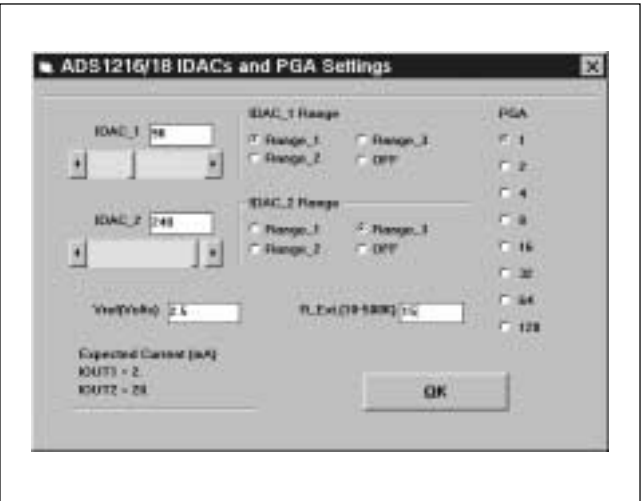 ADS1216/18 IDACs and PGA Settings
IDAC_1
IDAC_1 Range
Range_1
Range_3
Range_2
OFF
IDAC_2
248
IDAC_2 Range
Range_1
Range_3
Range_2
OFF
PGA
1
2
4
8
16
32
64
128
Vref(Volts) 2.5
R_Ext.(10-500K) 15
Expected Current (mA)
IOUT1 = 2.
IOUT2 = 20.
OK